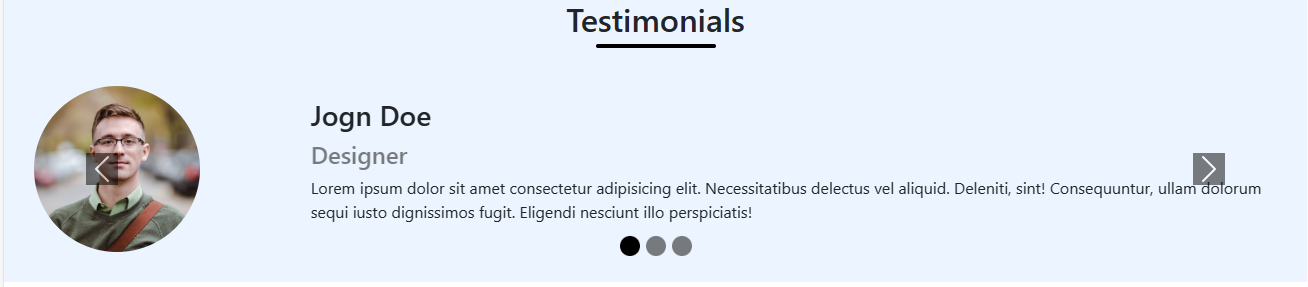 Testimonials
Jogn Doe
Designer
Lorem ipsum dolor sit amet consectetur adipisicing elit. Necessitatibus delectus vel aliquid. Deleniti, sint! Consequuntur, ullam dolorum
sequi iusto dignissimos fugit. Eligendi nesciunt illo perspiciatis!